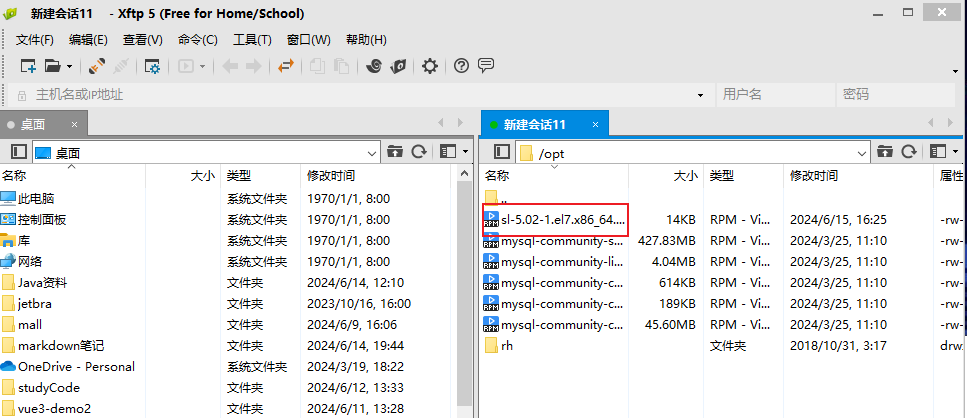 新建会话11 - Xftp 5 (Free for Home/School)
文件(F) 编辑(E) 查看(V) 命令(C) 工具(T) 窗口(W) 帮助(H)
主机名或IP地址 用户名 密码
桌面 × 新建会话11 ×
桌面 /opt
名称 大小 类型 修改时间 名称 大小 类型 修改时间 属性
此电脑 系统文件夹 1970/1/1, 8:00 ..
控制面板 系统文件夹 1970/1/1, 8:00 RPM sl-5.02-1.el7.x86_64.... 14KB RPM - Vi... 2024/6/15, 16:25 -rw-
库 系统文件夹 1970/1/1, 8:00 RPM mysql-community-s... 427.83MB RPM - Vi... 2024/3/25, 11:10 -rw-
网络 系统文件夹 1970/1/1, 8:00 RPM mysql-community-li... 4.04MB RPM - Vi... 2024/3/25, 11:10 -rw-
Java资料 文件夹 2024/6/14, 12:10 RPM mysql-community-c... 614KB RPM - Vi... 2024/3/25, 11:10 -rw-
jetbra 文件夹 2023/10/16, 16:00 RPM mysql-community-c... 189KB RPM - Vi... 2024/3/25, 11:10 -rw-
mall 文件夹 2024/6/9, 16:06 RPM mysql-community-c... 45.60MB RPM - Vi... 2024/3/25, 11:10 -rw-
markdown笔记 文件夹 2024/6/14, 19:44 rh 文件夹 2018/10/31, 3:17 drw.
OneDrive - Personal 系统文件夹 2024/3/19, 18:22
studyCode 文件夹 2024/6/12, 13:33
vue3-demo2 文件夹 2024/6/11, 13:28